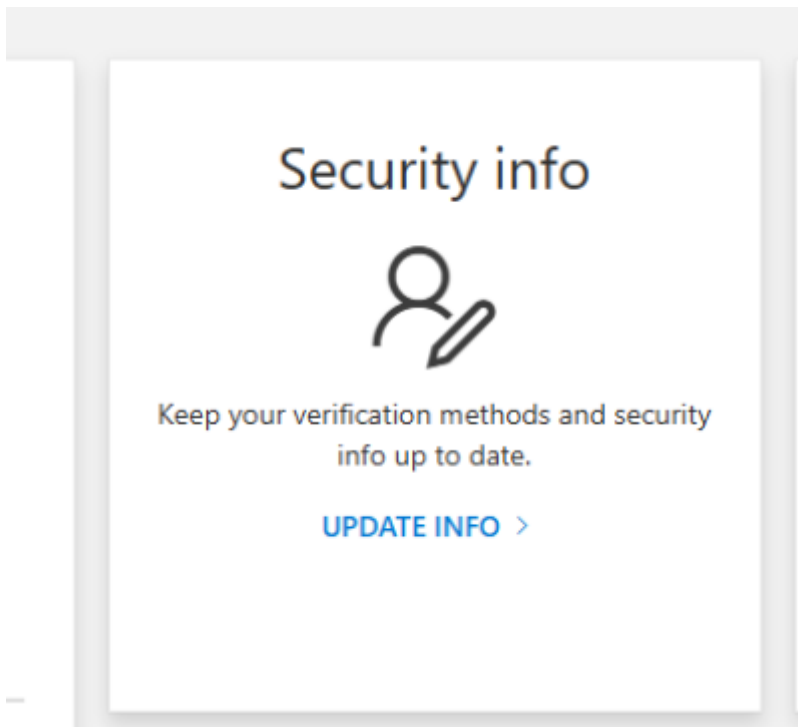 Security info
Keep your verification methods and security
info up to date.
UPDATE INFO >